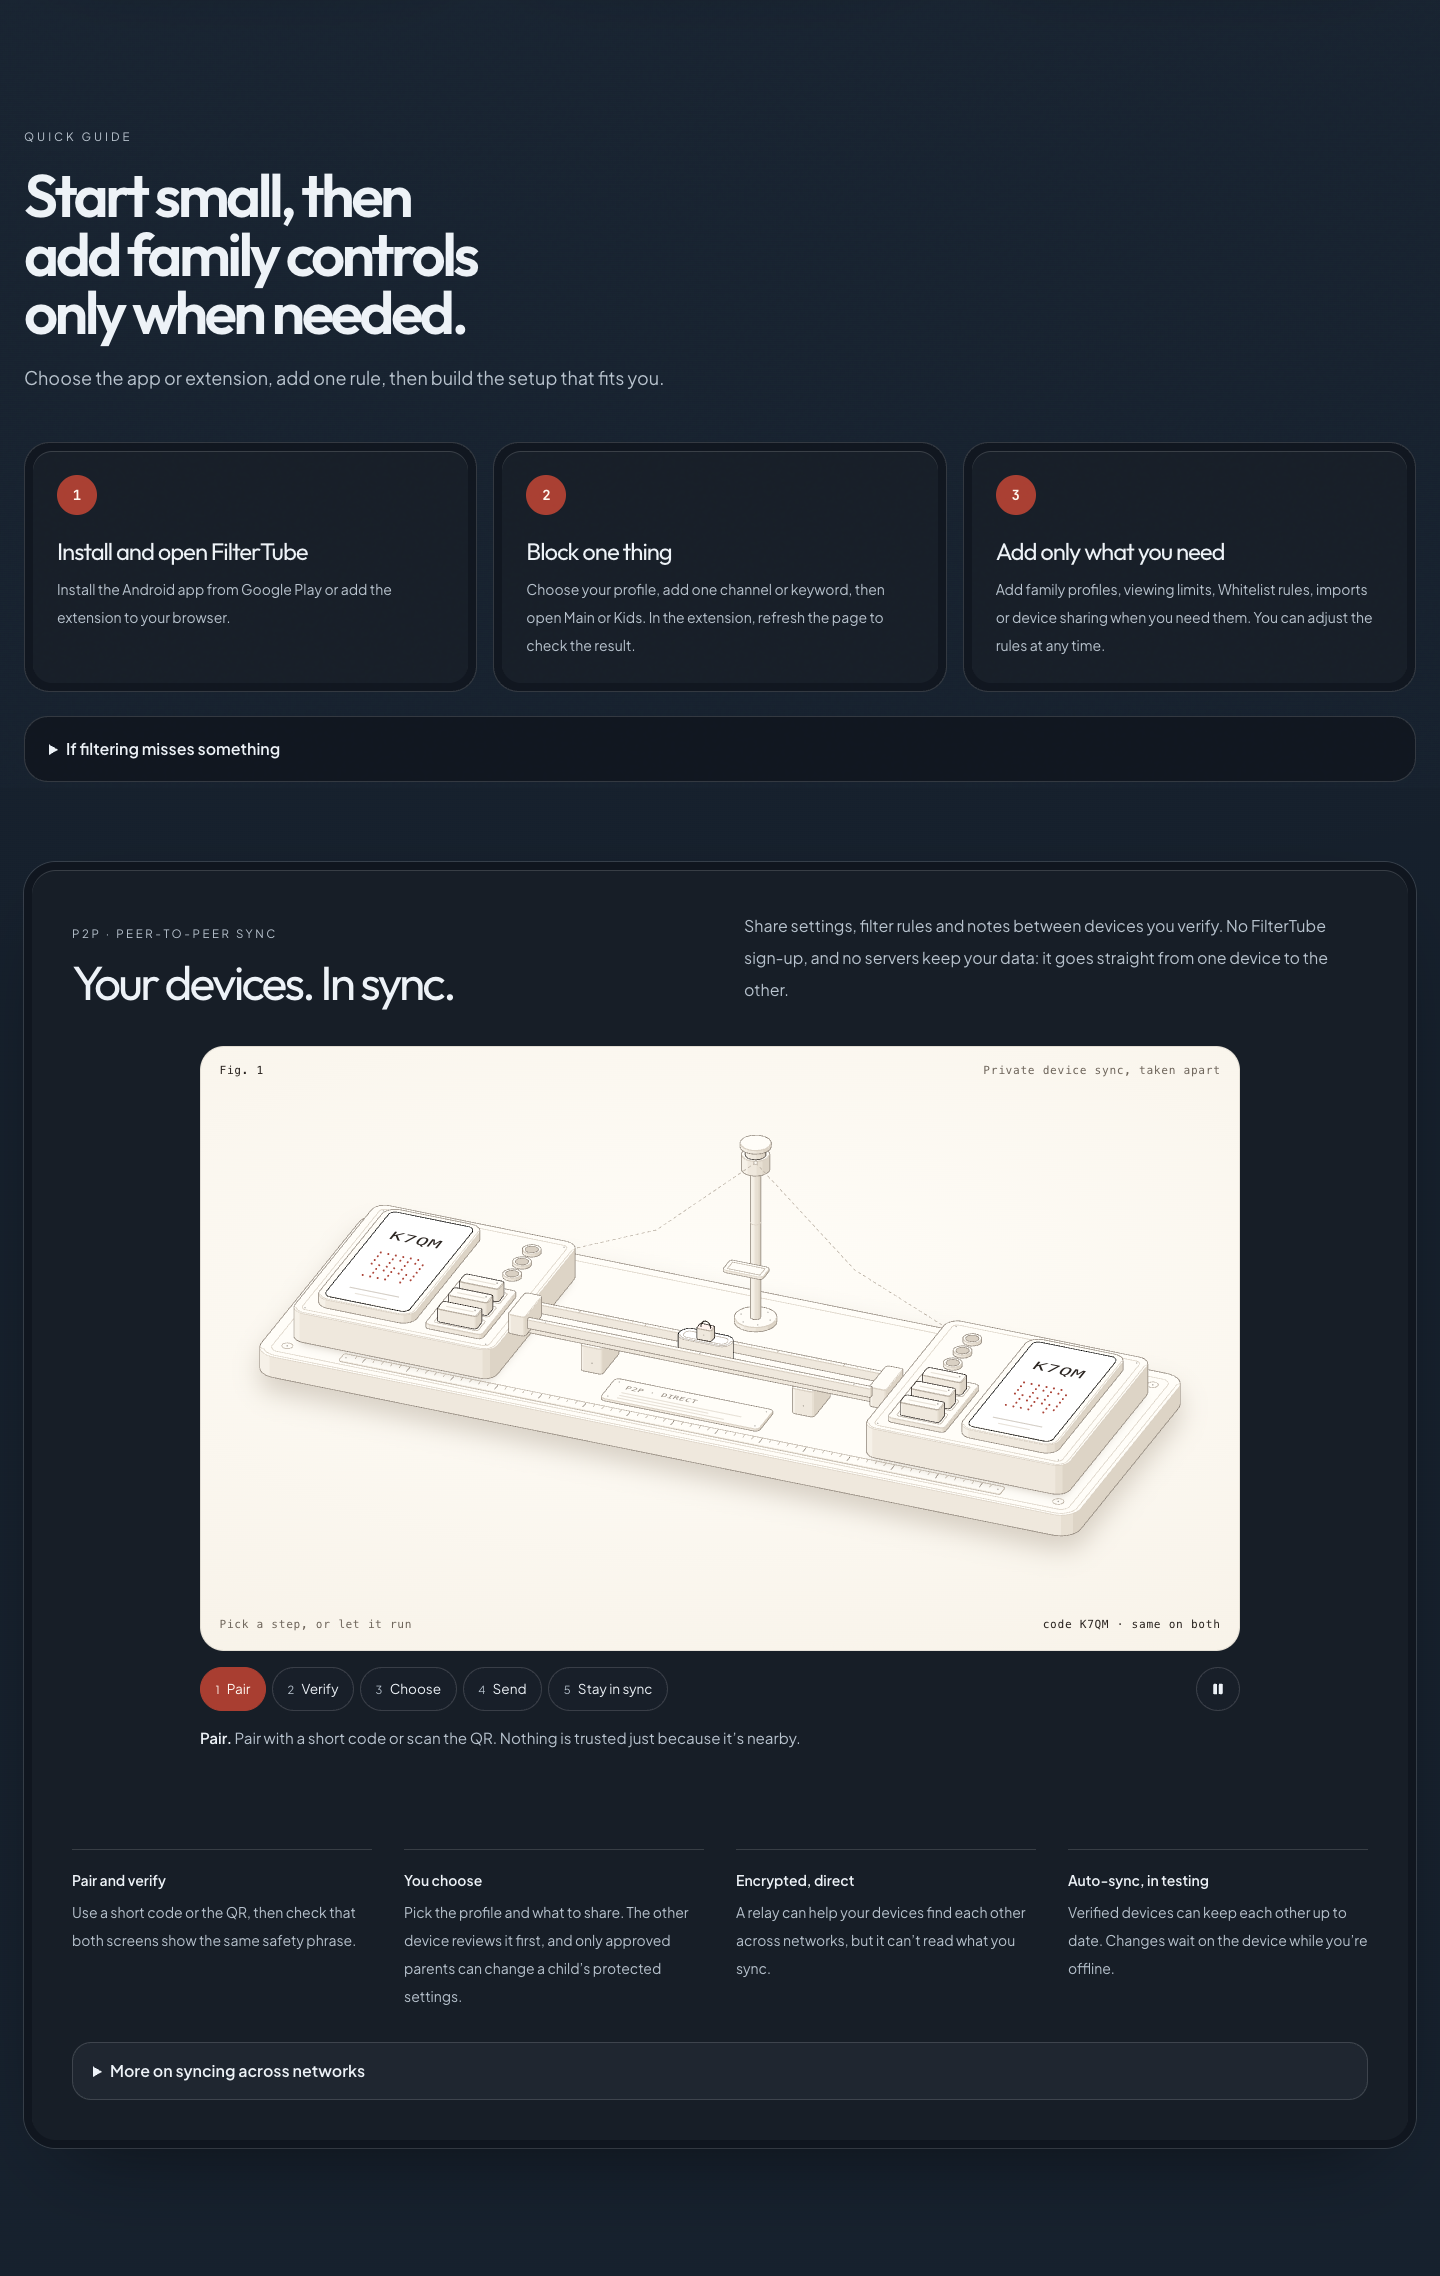 QUICK GUIDE
Start small, then
add family controls
only when needed.
Choose the app or extension, add one rule, then build the setup that fits you.
1
Install and open FilterTube
Install the Android app from Google Play or add the
extension to your browser.
2
Block one thing
Choose your profile, add one channel or keyword, then
open Main or Kids. In the extension, refresh the page to
check the result.
3
Add only what you need
Add family profiles, viewing limits, Whitelist rules, imports
or device sharing when you need them. You can adjust the
rules at any time.
If filtering misses something
P2P · PEER-TO-PEER SYNC
Your devices. In sync.
Share settings, filter rules and notes between devices you verify. No FilterTube
sign-up, and no servers keep your data: it goes straight from one device to the
other.
Fig. 1
Private device sync, taken apart
K7QM
K7QM
P2P · DIRECT
Pick a step, or let it run
code K7QM · same on both
1 Pair
2 Verify
3 Choose
4 Send
5 Stay in sync
Pair. Pair with a short code or scan the QR. Nothing is trusted just because it’s nearby.
Pair and verify
Use a short code or the QR, then check that
both screens show the same safety phrase.
You choose
Pick the profile and what to share. The other
device reviews it first, and only approved
parents can change a child’s protected
settings.
Encrypted, direct
A relay can help your devices find each other
across networks, but it can’t read what you
sync.
Auto-sync, in testing
Verified devices can keep each other up to
date. Changes wait on the device while you’re
offline.
More on syncing across networks